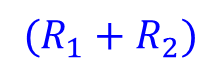 (R₁ + R₂)